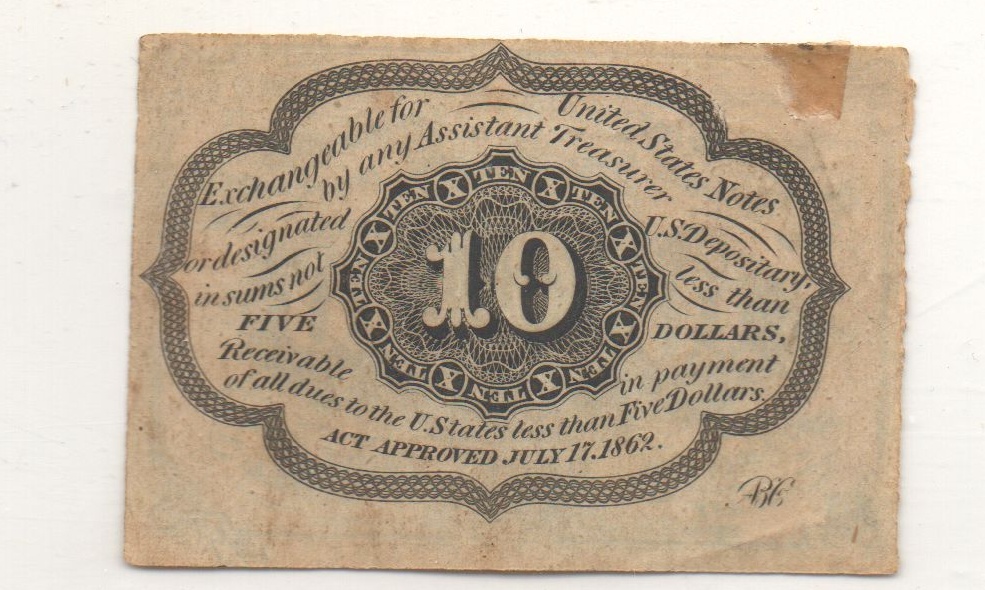 Exchangeable for United States Notes
by any Assistant Treasurer
or designated U.S. Depositary,
in sums not less than
FIVE DOLLARS,
Receivable in payment
of all dues to the U. States less than Five Dollars.
ACT APPROVED JULY 17. 1862.
TEN X TEN X TEN X TEN X TEN X TEN X TEN X TEN X
10